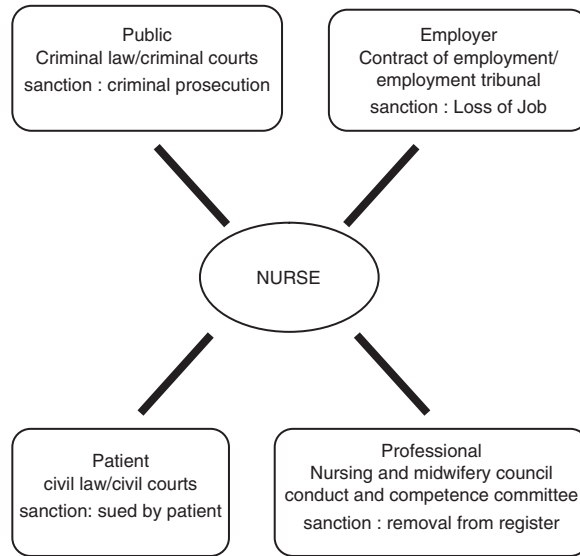 Public
Criminal law/criminal courts
sanction : criminal prosecution
Employer
Contract of employment/
employment tribunal
sanction : Loss of Job
NURSE
Patient
civil law/civil courts
sanction: sued by patient
Professional
Nursing and midwifery council
conduct and competence committee
sanction : removal from register